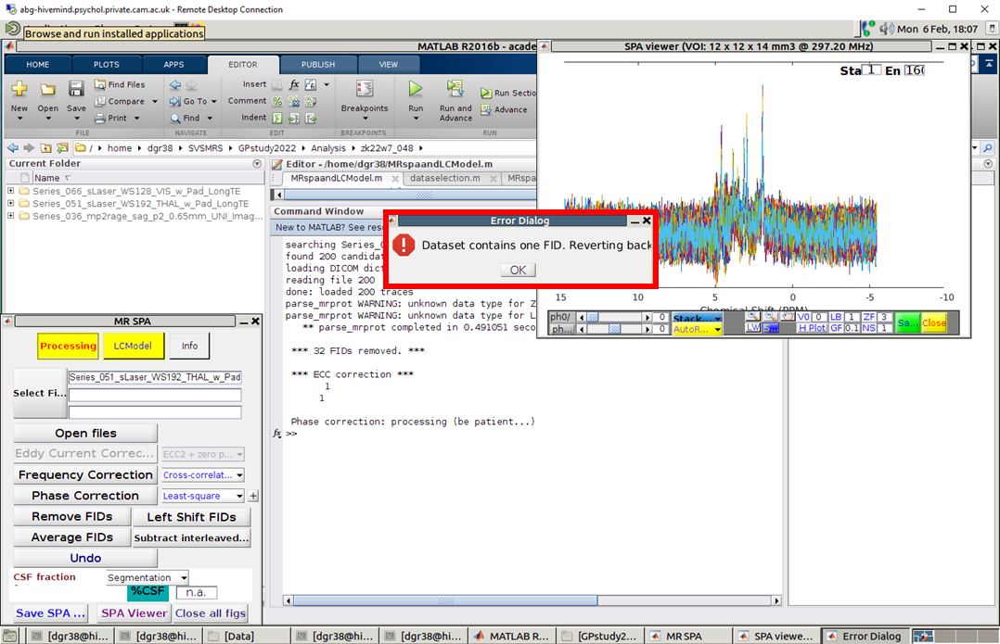 abg-hivemind.psychol.private.cam.ac.uk - Remote Desktop Connection
Browse and run installed applications
Mon 6 Feb, 18:07
MATLAB R2016b - acade
SPA viewer (VOI: 12 x 12 x 14 mm3 @ 297.20 MHz)
HOME PLOTS APPS EDITOR PUBLISH VIEW
Sta 1 En 160
New Open Save
Find Files
Compare
Print
Go To
Find
Insert fx
Comment
Indent
Breakpoints
Run
Run and Advance
Run Sectio
Advance
FILE NAVIGATE EDIT BREAKPOINTS RUN
/ home dgr38 SVSMRS GPstudy2022 Analysis zk22w7_048
Current Folder
Name
Series_066_sLaser_WS128_VIS_w_Pad_LongTE
Series_051_sLaser_WS192_THAL_w_Pad_LongTE
Series_036_mp2rage_sag_p2_0.65mm_UNI_Imag...
Editor - /home/dgr38/MRspaandLCModel.m
MRspaandLCModel.m dataselection.m MRspa
Command Window
New to MATLAB? See resc
searching Series_0
found 200 candidat
loading DICOM dict
reading file 200
done: loaded 200 traces
parse_mrprot WARNING: unknown data type for Z
parse_mrprot WARNING: unknown data type for L
** parse_mrprot completed in 0.491051 seco
*** 32 FIDs removed. ***
*** ECC correction ***
1
1
Phase correction: processing (be patient...)
fx >>
Error Dialog
Dataset contains one FID. Reverting back
OK
15 10 5 0 -5 -10
Chemical Shift (PPM)
ph0/ 0 Stack... V0 0 LB 1 ZF 3 Sa... Close
ph... 0 AutoR... LW H Plot GF 0.1 NS 1
MR SPA
Processing LCModel Info
Select Fi...
Series_051_sLaser_WS192_THAL_w_Pad
Open files
Eddy Current Correc... ECC2 + zero p...
Frequency Correction Cross-correlat...
Phase Correction Least-square +
Remove FIDs Left Shift FIDs
Average FIDs Subtract interleaved...
Undo
CSF fraction Segmentation
%CSF n.a.
Save SPA ... SPA Viewer Close all figs
[dgr38@hi... [dgr38@hi... [Data] [dgr38@hi... [dgr38@hi... MATLAB R... [GPstudy2... MR SPA SPA viewe... Error Dialog